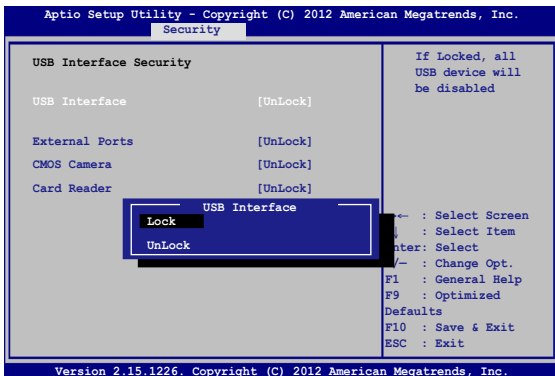 Aptio Setup Utility - Copyright (C) 2012 American Megatrends, Inc.
Security
USB Interface Security
USB Interface [UnLock]
External Ports [UnLock]
CMOS Camera [UnLock]
Card Reader [UnLock]
USB Interface
Lock
UnLock
If Locked, all
USB device will
be disabled
← : Select Screen
: Select Item
nter: Select
/— : Change Opt.
F1 : General Help
F9 : Optimized
Defaults
F10 : Save & Exit
ESC : Exit
Version 2.15.1226. Copyright (C) 2012 American Megatrends, Inc.